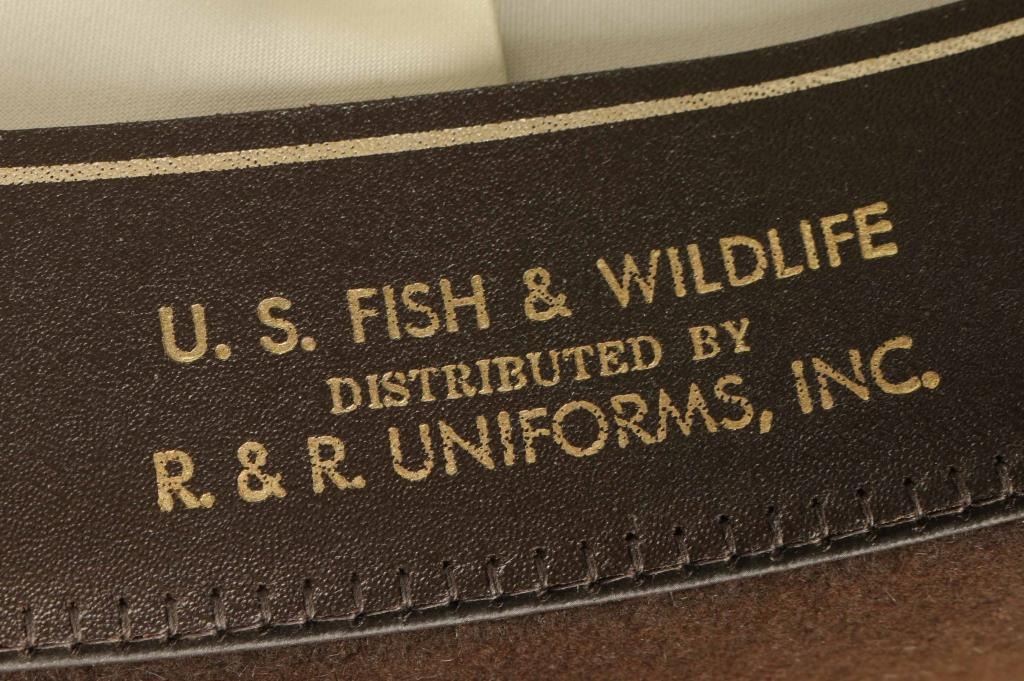 U. S. FISH & WILDLIFE
DISTRIBUTED BY
R. & R. UNIFORMS, INC.